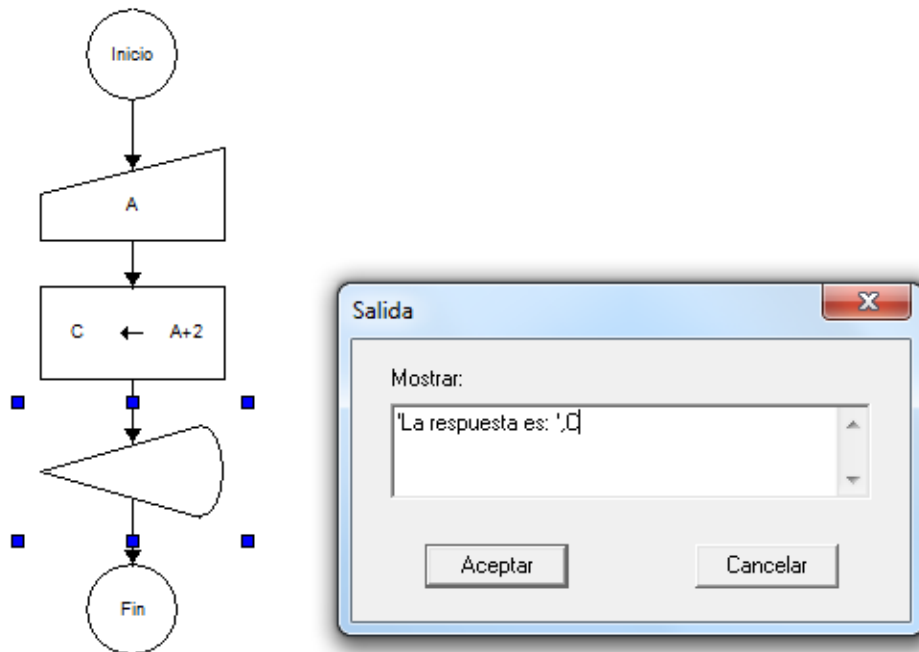 Inicio
A
C ← A+2
Fin
Salida
Mostrar:
'La respuesta es: ',C
Aceptar
Cancelar